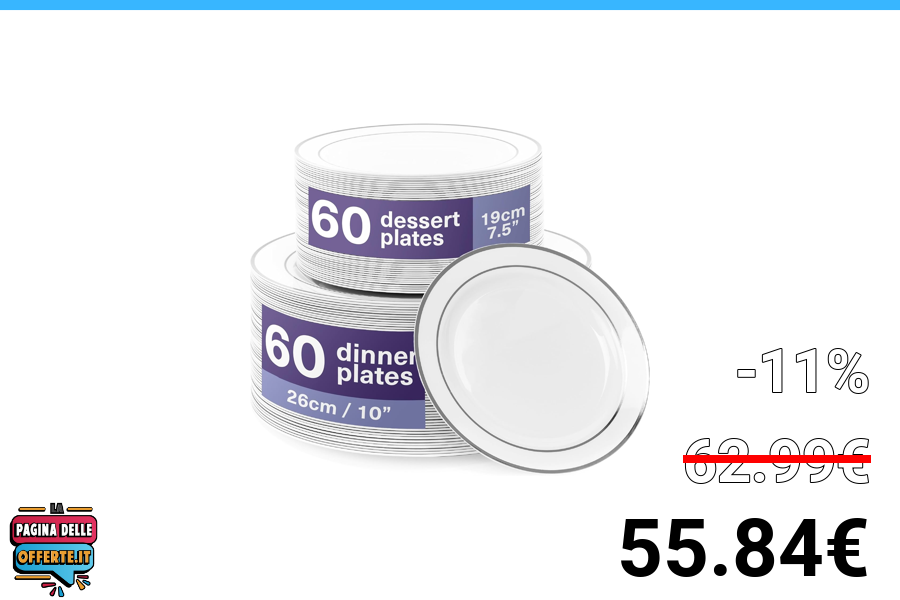 60 dessert
plates
19cm
7.5”
60 dinner
plates
26cm / 10”
-11%
62.99€
55.84€
LA
PAGINA DELLE
OFFERTE.IT